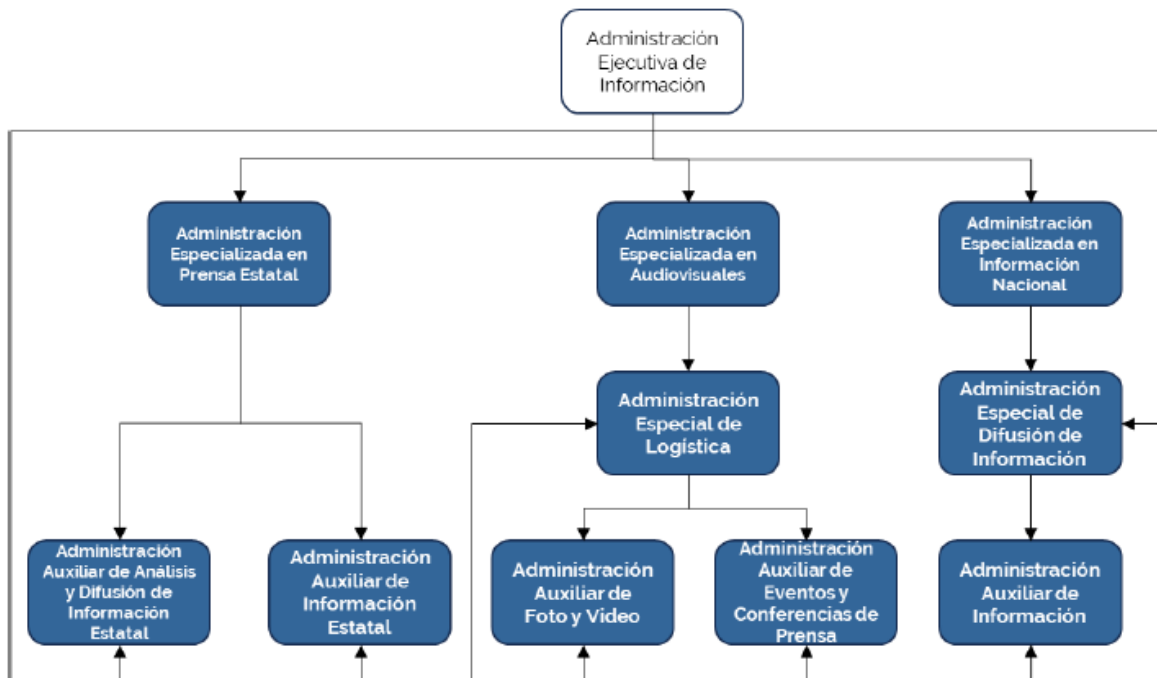 Administración
Ejecutiva de
Información
Administración
Especializada en
Prensa Estatal
Administración
Especializada en
Audiovisuales
Administración
Especializada en
Información
Nacional
Administración
Especial de
Logística
Administración
Especial de
Difusión de
Información
Administración
Auxiliar de Análisis
y Difusión de
Información
Estatal
Administración
Auxiliar de
Información
Estatal
Administración
Auxiliar de
Foto y Video
Administración
Auxiliar de
Eventos y
Conferencias de
Prensa
Administración
Auxiliar de
Información